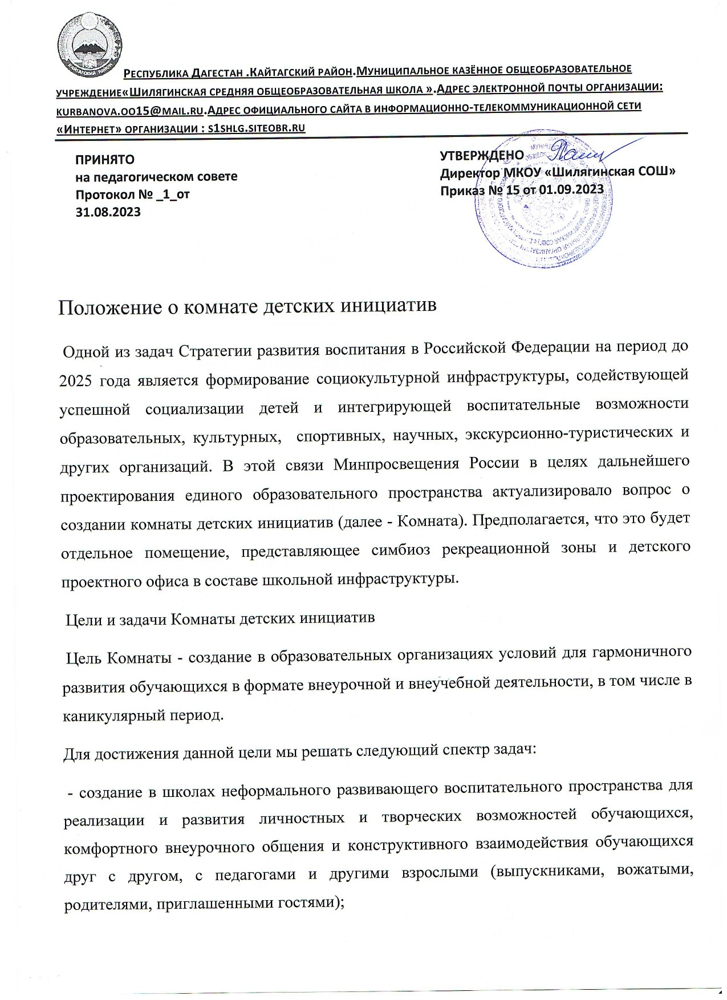 КАЙТАГСКИЙ РАЙОН
Республика Дагестан .Кайтагский район.Муниципальное казённое общеобразовательное
учреждение«Шилягинская средняя общеобразовательная школа ».Адрес электронной почты организации:
kurbanova.oo15@mail.ru.Адрес официального сайта в информационно-телекоммуникационной сети
«Интернет» организации : s1shlg.siteobr.ru
ПРИНЯТО
на педагогическом совете
Протокол № _1_от
31.08.2023
УТВЕРЖДЕНО
Директор МКОУ «Шилягинская СОШ»
Приказ № 15 от 01.09.2023
Положение о комнате детских инициатив
Одной из задач Стратегии развития воспитания в Российской Федерации на период до
2025 года является формирование социокультурной инфраструктуры, содействующей
успешной социализации детей и интегрирующей воспитательные возможности
образовательных, культурных, спортивных, научных, экскурсионно-туристических и
других организаций. В этой связи Минпросвещения России в целях дальнейшего
проектирования единого образовательного пространства актуализировало вопрос о
создании комнаты детских инициатив (далее - Комната). Предполагается, что это будет
отдельное помещение, представляющее симбиоз рекреационной зоны и детского
проектного офиса в составе школьной инфраструктуры.
Цели и задачи Комнаты детских инициатив
Цель Комнаты - создание в образовательных организациях условий для гармоничного
развития обучающихся в формате внеурочной и внеучебной деятельности, в том числе в
каникулярный период.
Для достижения данной цели мы решать следующий спектр задач:
- создание в школах неформального развивающего воспитательного пространства для
реализации и развития личностных и творческих возможностей обучающихся,
комфортного внеурочного общения и конструктивного взаимодействия обучающихся
друг с другом, с педагогами и другими взрослыми (выпускниками, вожатыми,
родителями, приглашенными гостями);